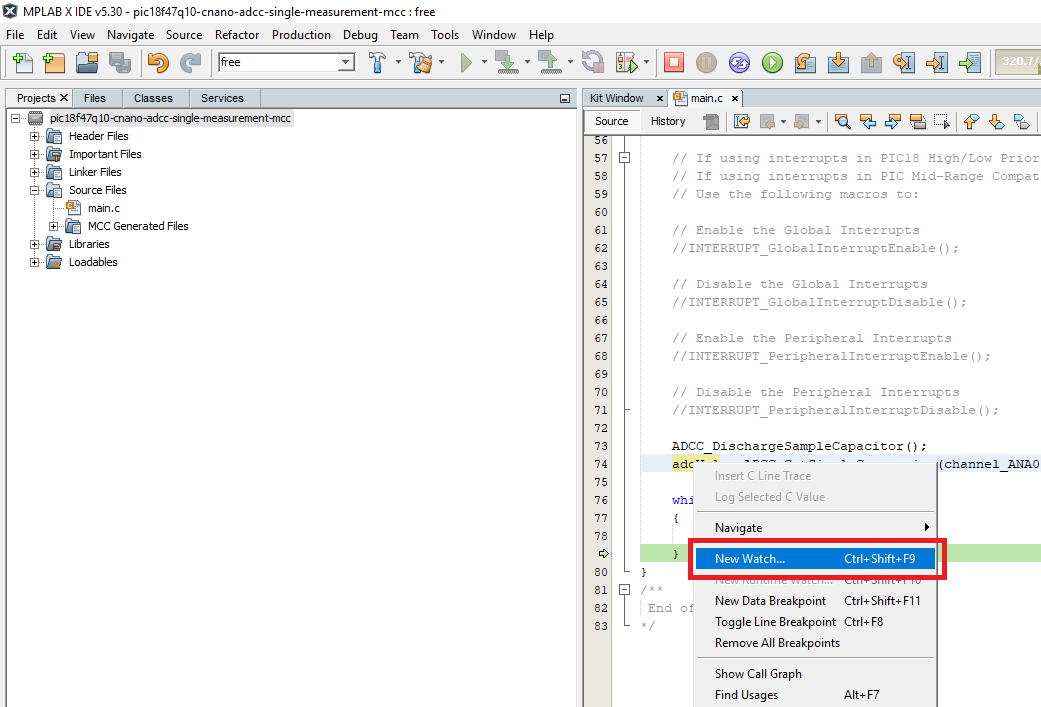 MPLAB X IDE v5.30 - pic18f47q10-cnano-adcc-single-measurement-mcc : free
File Edit View Navigate Source Refactor Production Debug Team Tools Window Help
free
320.7/
Projects Files Classes Services
pic18f47q10-cnano-adcc-single-measurement-mcc
Header Files
Important Files
Linker Files
Source Files
main.c
MCC Generated Files
Libraries
Loadables
Kit Window main.c
Source History
56
57 // If using interrupts in PIC18 High/Low Prior
58 // If using interrupts in PIC Mid-Range Compat
59 // Use the following macros to:
60
61 // Enable the Global Interrupts
62 //INTERRUPT_GlobalInterruptEnable();
63
64 // Disable the Global Interrupts
65 //INTERRUPT_GlobalInterruptDisable();
66
67 // Enable the Peripheral Interrupts
68 //INTERRUPT_PeripheralInterruptEnable();
69
70 // Disable the Peripheral Interrupts
71 //INTERRUPT_PeripheralInterruptDisable();
72
73 ADCC_DischargeSampleCapacitor();
74 (channel_ANA0
75
76 whi
77 {
78
}
80 }
81 /**
82 End of
83 */
Insert C Line Trace
Log Selected C Value
Navigate
New Watch... Ctrl+Shift+F9
New Runtime Watch... Ctrl+Shift+F10
New Data Breakpoint Ctrl+Shift+F11
Toggle Line Breakpoint Ctrl+F8
Remove All Breakpoints
Show Call Graph
Find Usages Alt+F7